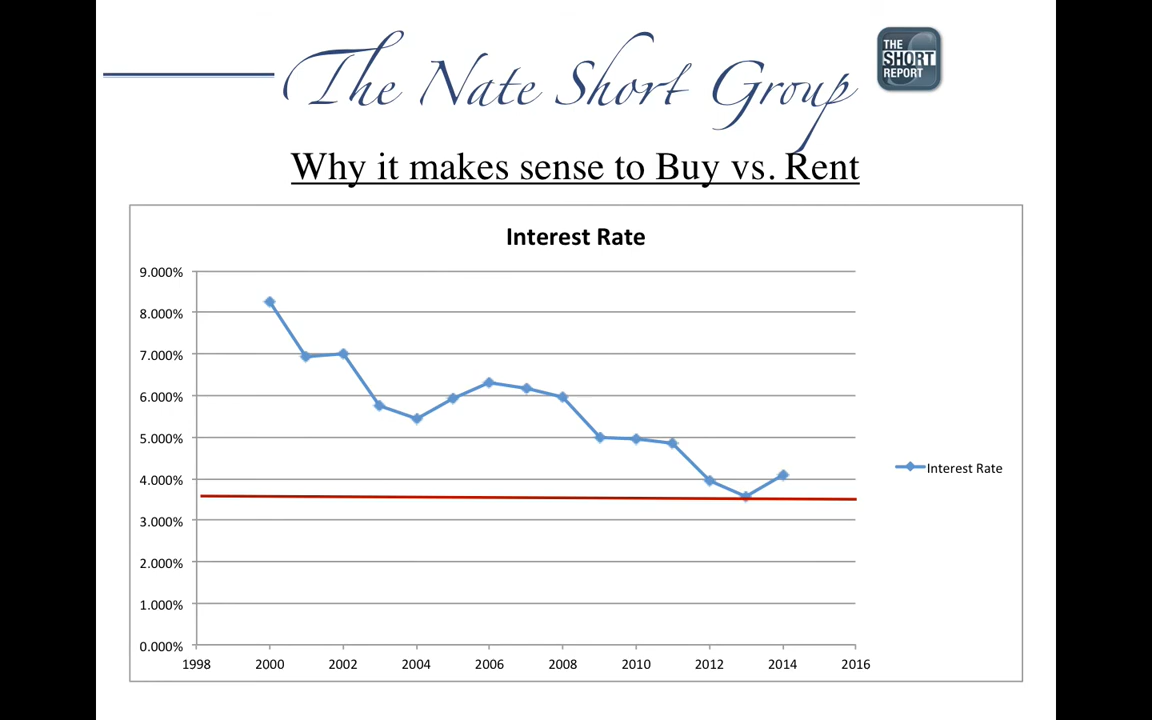 The Nate Short Group
THE
SHORT
REPORT
Why it makes sense to Buy vs. Rent
Interest Rate
9.000%
8.000%
7.000%
6.000%
5.000%
4.000%
3.000%
2.000%
1.000%
0.000%
1998 2000 2002 2004 2006 2008 2010 2012 2014 2016
Interest Rate